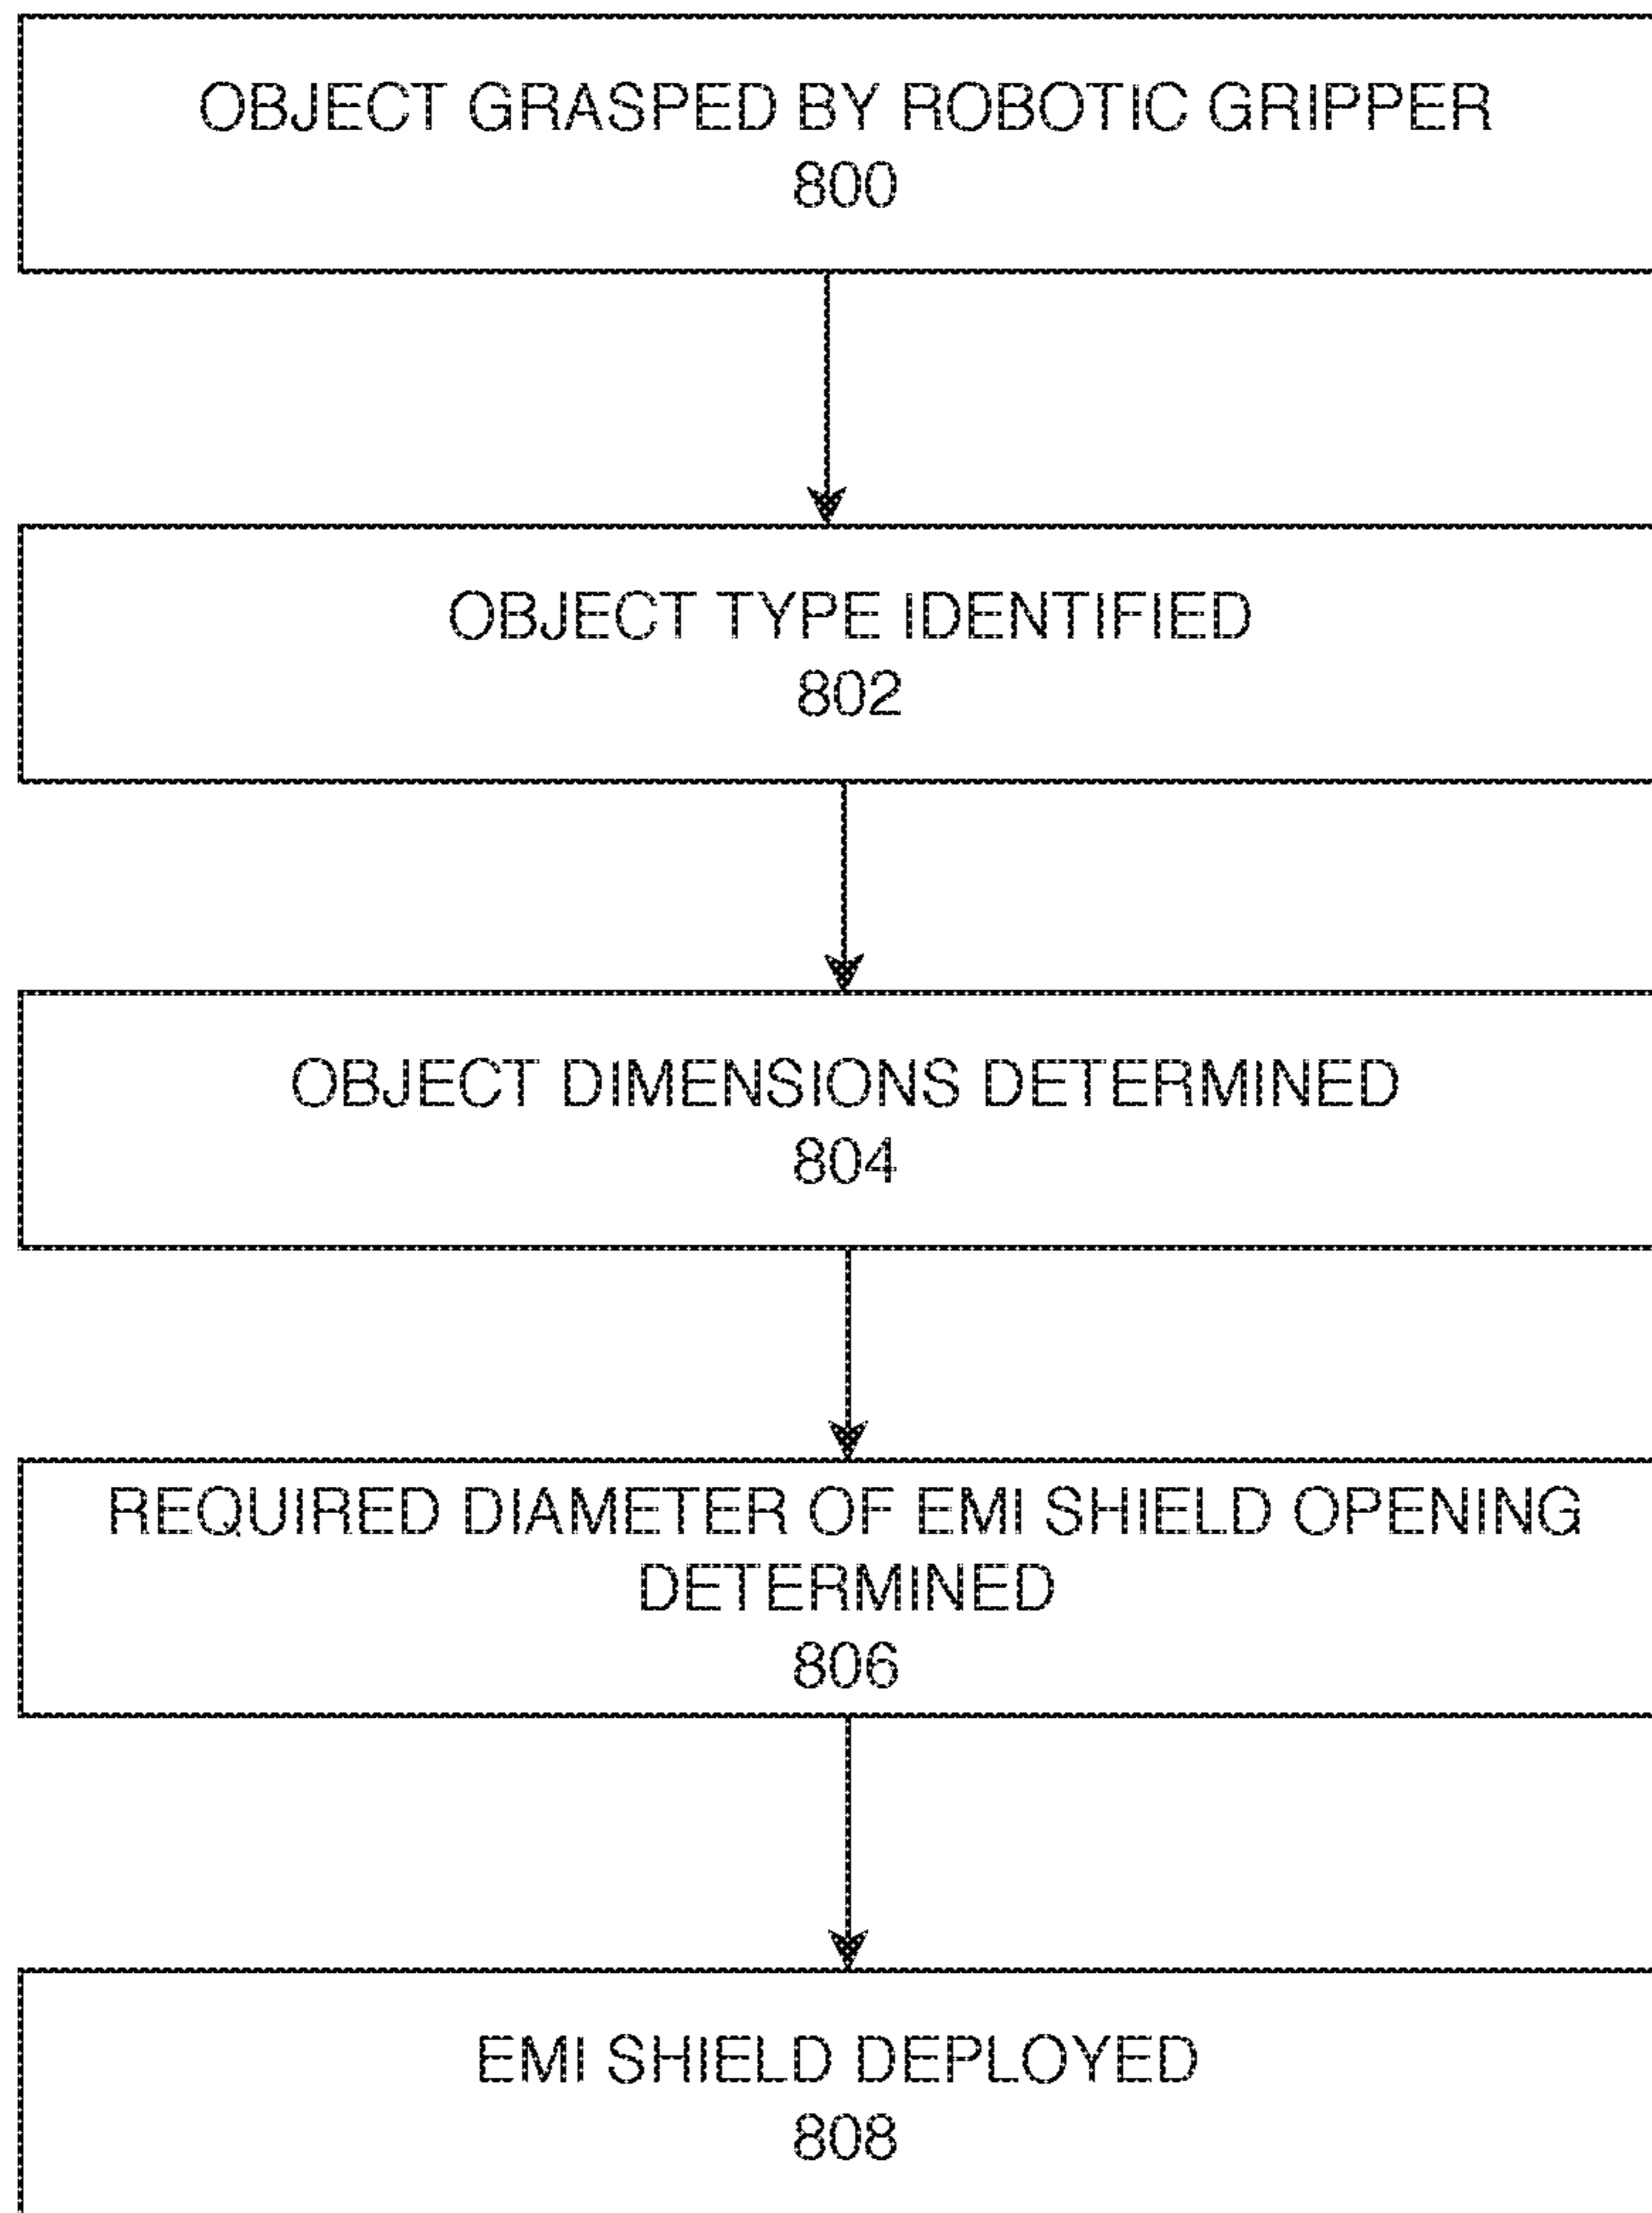 OBJECT GRASPED BY ROBOTIC GRIPPER
800
OBJECT TYPE IDENTIFIED
802
OBJECT DIMENSIONS DETERMINED
804
REQUIRED DIAMETER OF EMI SHIELD OPENING
DETERMINED
806
EMI SHIELD DEPLOYED
808